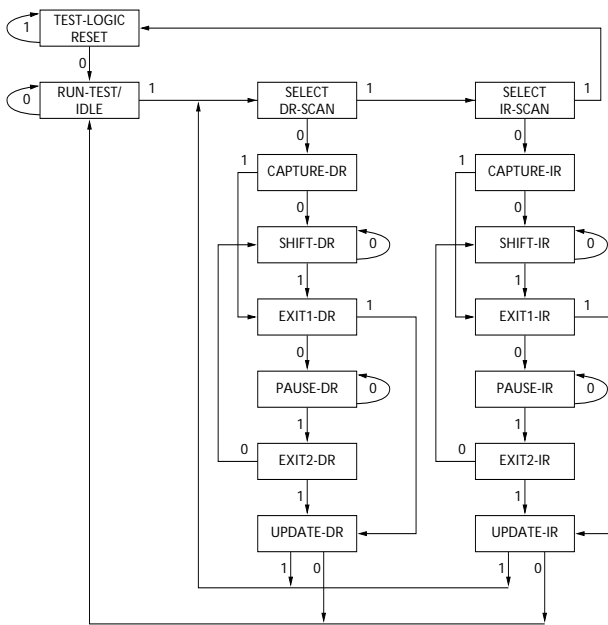 TEST-LOGIC
RESET
1
0
RUN-TEST/
IDLE
0
1
SELECT
DR-SCAN
1
SELECT
IR-SCAN
1
0
0
1
CAPTURE-DR
1
CAPTURE-IR
0
0
SHIFT-DR
0
SHIFT-IR
0
1
1
EXIT1-DR
1
EXIT1-IR
1
0
0
PAUSE-DR
0
PAUSE-IR
0
1
1
0
EXIT2-DR
0
EXIT2-IR
1
1
UPDATE-DR
UPDATE-IR
1
0
1
0